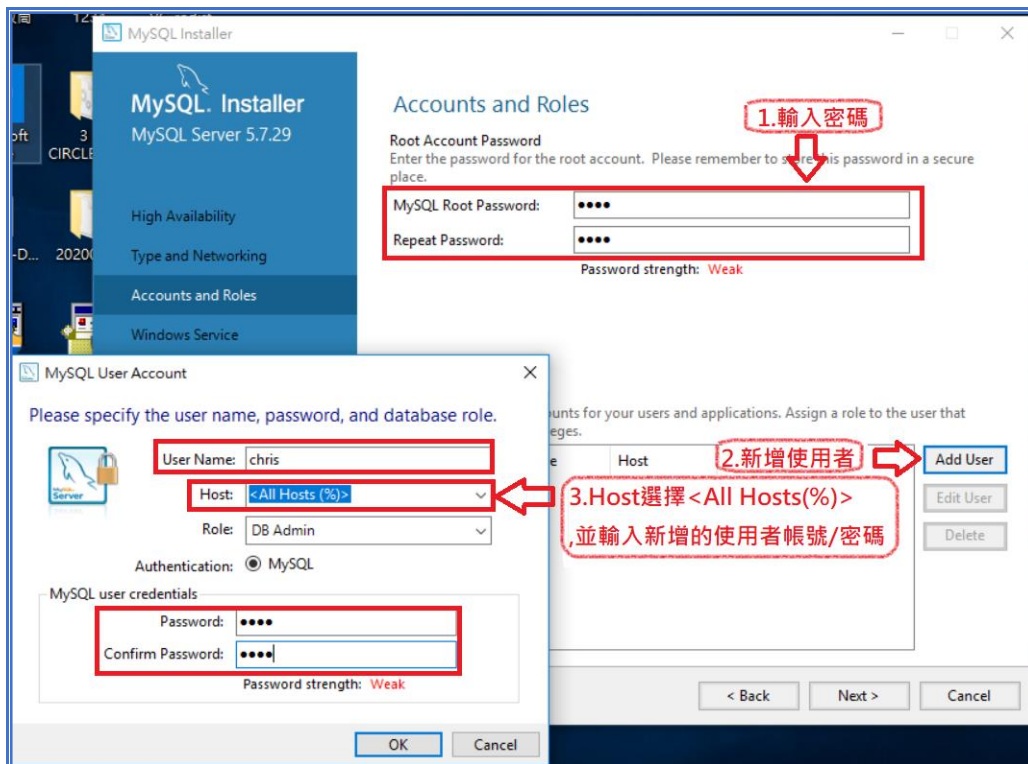 MySQL Installer
MySQL. Installer
MySQL Server 5.7.29
High Availability
Type and Networking
Accounts and Roles
Windows Service
Accounts and Roles
1.輸入密碼
Root Account Password
Enter the password for the root account. Please remember to store this password in a secure
place.
MySQL Root Password:
Repeat Password:
Password strength: Weak
unts for your users and applications. Assign a role to the user that
eges.
Host
2.新增使用者
Add User
Edit User
Delete
3.Host選擇<All Hosts(%)>
,並輸入新增的使用者帳號/密碼
MySQL User Account
Please specify the user name, password, and database role.
Server
User Name: chris
Host: <All Hosts (%)>
Role: DB Admin
Authentication: MySQL
MySQL user credentials
Password:
Confirm Password:
Password strength: Weak
OK Cancel
< Back Next > Cancel
3
CIRCLE
oft
-D... 2020